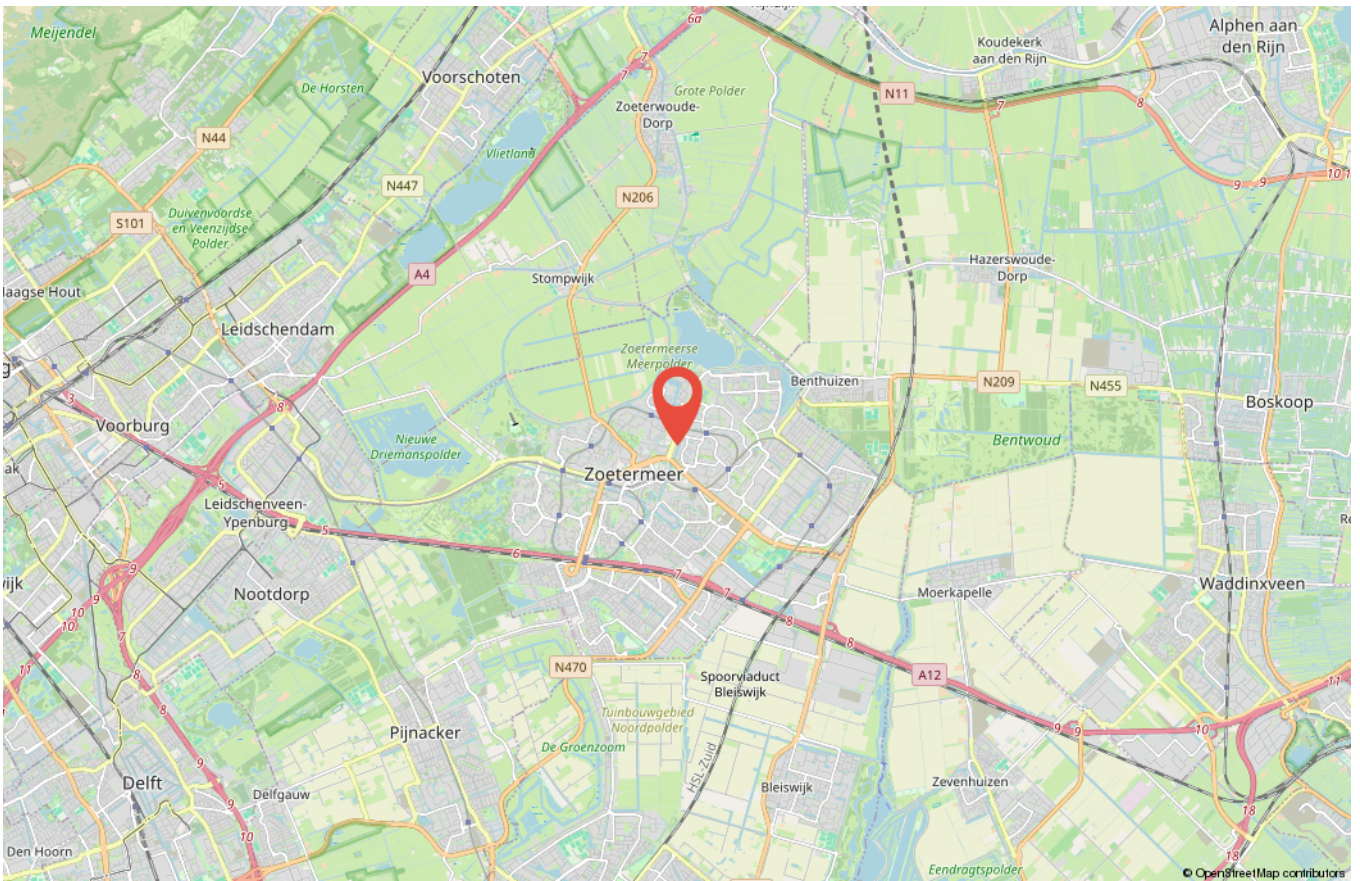 Meijendel
6a
7
Alphen aan
den Rijn
Koudekerk
aan den Rijn
Voorschoten
7
De Horsten
Grote Polder
N11
Zoeterwoude-
Dorp
7
8
N44
Vlietland
N447
N206
9
9
10
10
S101
Duivenvoordse
en Veenzijdse
Polder
A4
Stompwijk
Hazerswoude-
Dorp
Haagse Hout
Leidschendam
Zoetermeerse
Meerpolder
Benthuizen
N209
N455
3
8
Boskoop
Voorburg
Nieuwe
Driemanspolder
Bentwoud
Zoetermeer
5
Leidschenveen-
Ypenburg
5
6
9
7
7
Waddinxveen
Moerkapelle
Nootdorp
9
10
10
7
8
8
11
N470
Spoorviaduct
Bleiswijk
A12
11
8
Tuinbouwgebied
Noordpolder
Pijnacker
De Groenzoom
9
9
10
HSL-Zuid
Delft
Delfgauw
9
Bleiswijk
Zevenhuizen
18
10
Den Hoorn
18
Eendragtspolder
© OpenStreetMap contributors